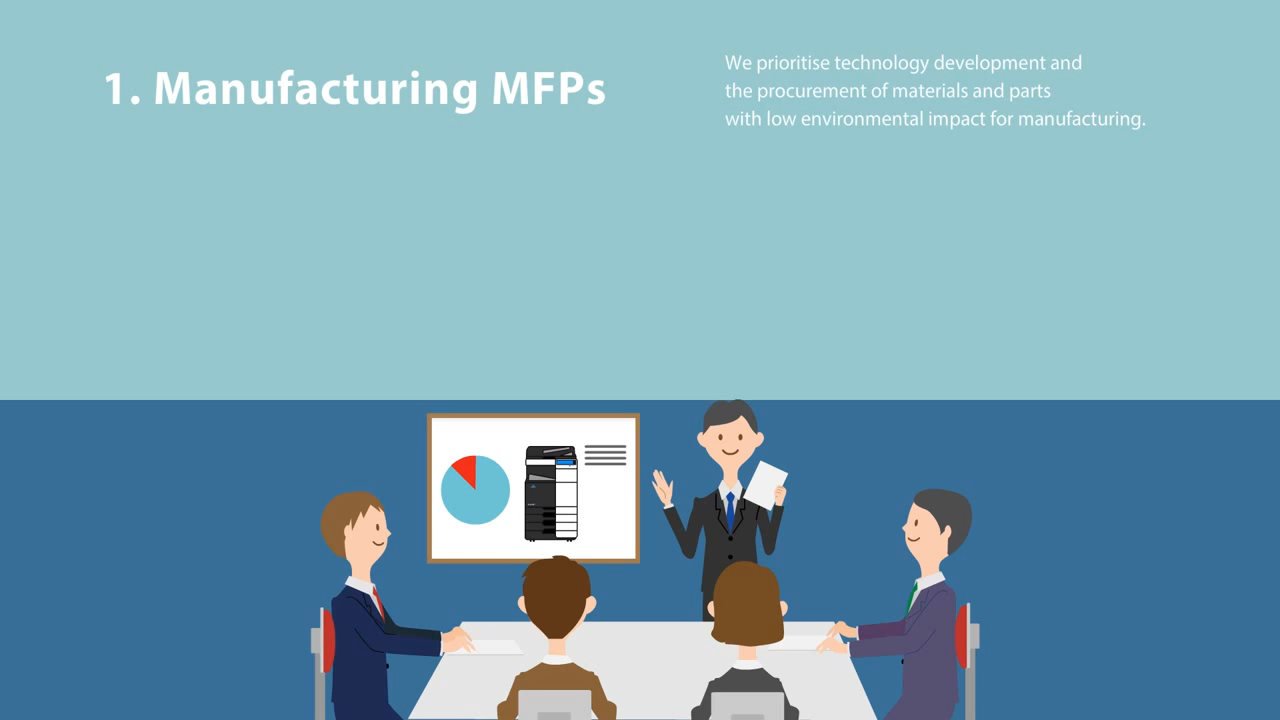 1. Manufacturing MFPs
We prioritise technology development and
the procurement of materials and parts
with low environmental impact for manufacturing.